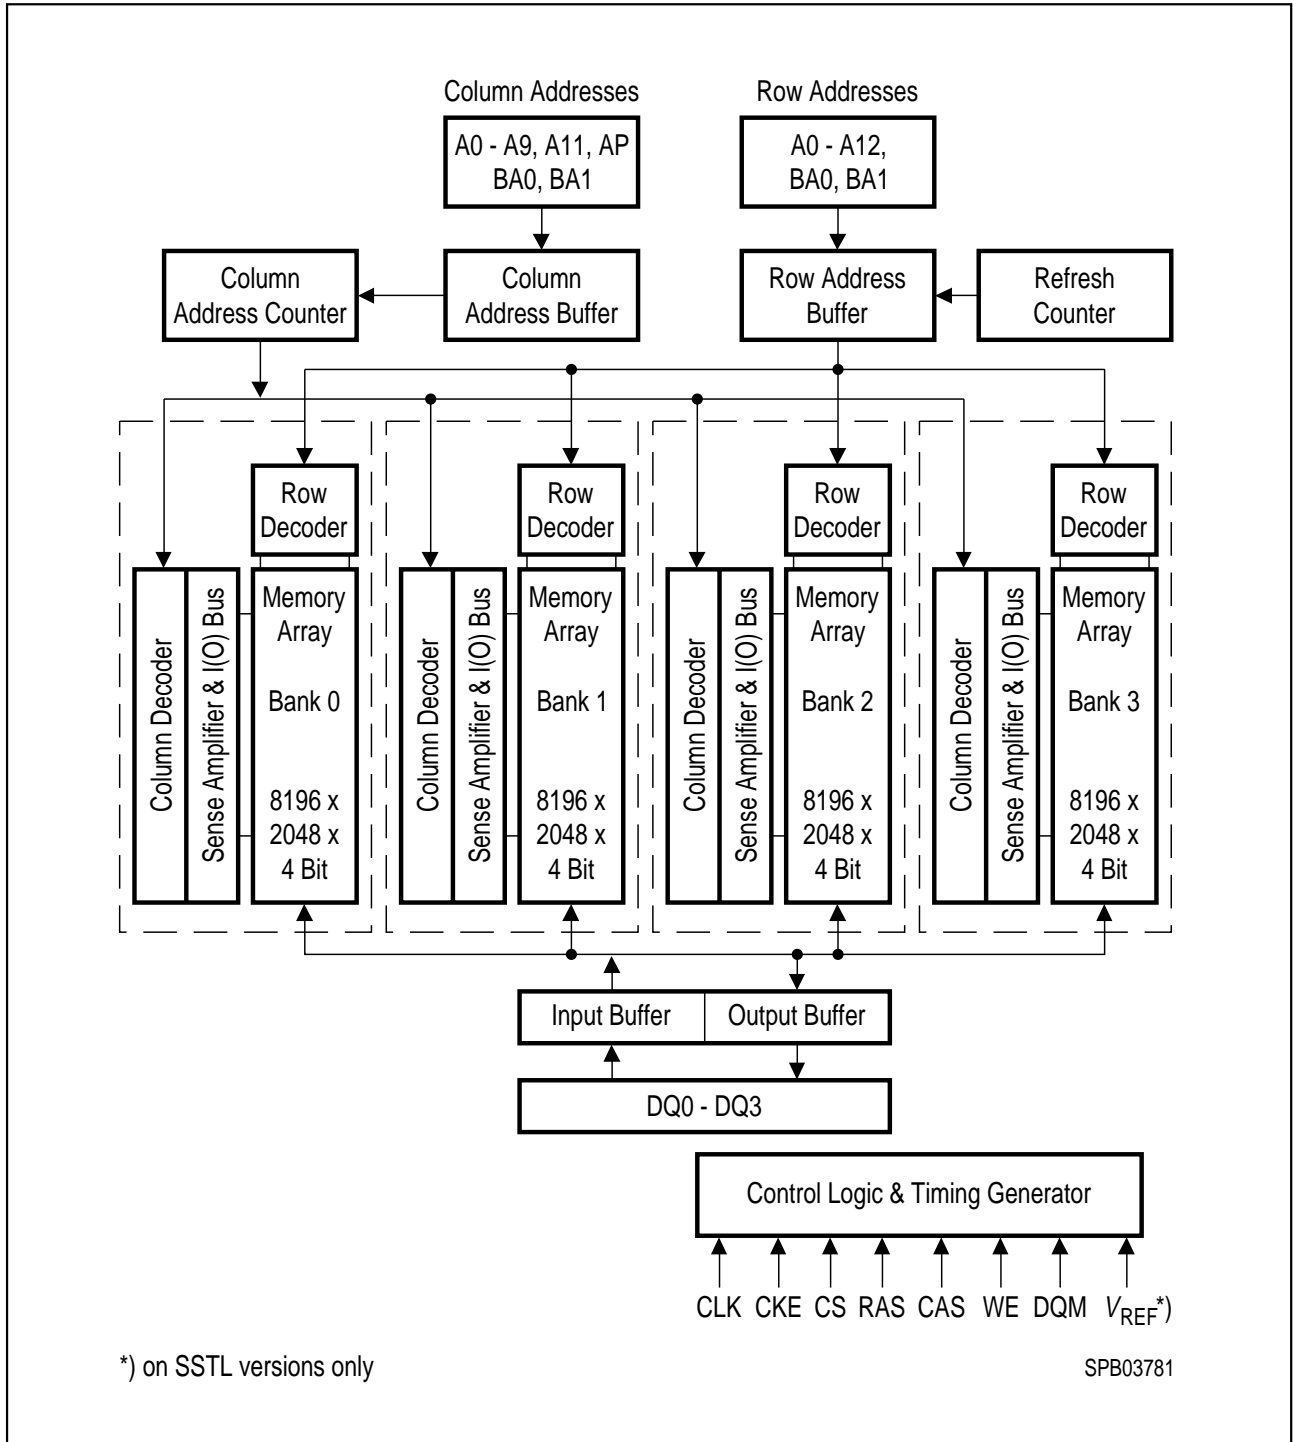 Column Addresses
Row Addresses
A0 - A9, A11, AP
BA0, BA1
A0 - A12,
BA0, BA1
Column
Address Counter
Column
Address Buffer
Row Address
Buffer
Refresh
Counter
Row
Decoder
Row
Decoder
Row
Decoder
Row
Decoder
Column Decoder
Sense Amplifier & I(O) Bus
Memory
Array
Bank 0
8196 x
2048 x
4 Bit
Column Decoder
Sense Amplifier & I(O) Bus
Memory
Array
Bank 1
8196 x
2048 x
4 Bit
Column Decoder
Sense Amplifier & I(O) Bus
Memory
Array
Bank 2
8196 x
2048 x
4 Bit
Column Decoder
Sense Amplifier & I(O) Bus
Memory
Array
Bank 3
8196 x
2048 x
4 Bit
Input Buffer
Output Buffer
DQ0 - DQ3
Control Logic & Timing Generator
CLK CKE CS RAS CAS WE DQM VREF*)
*) on SSTL versions only
SPB03781